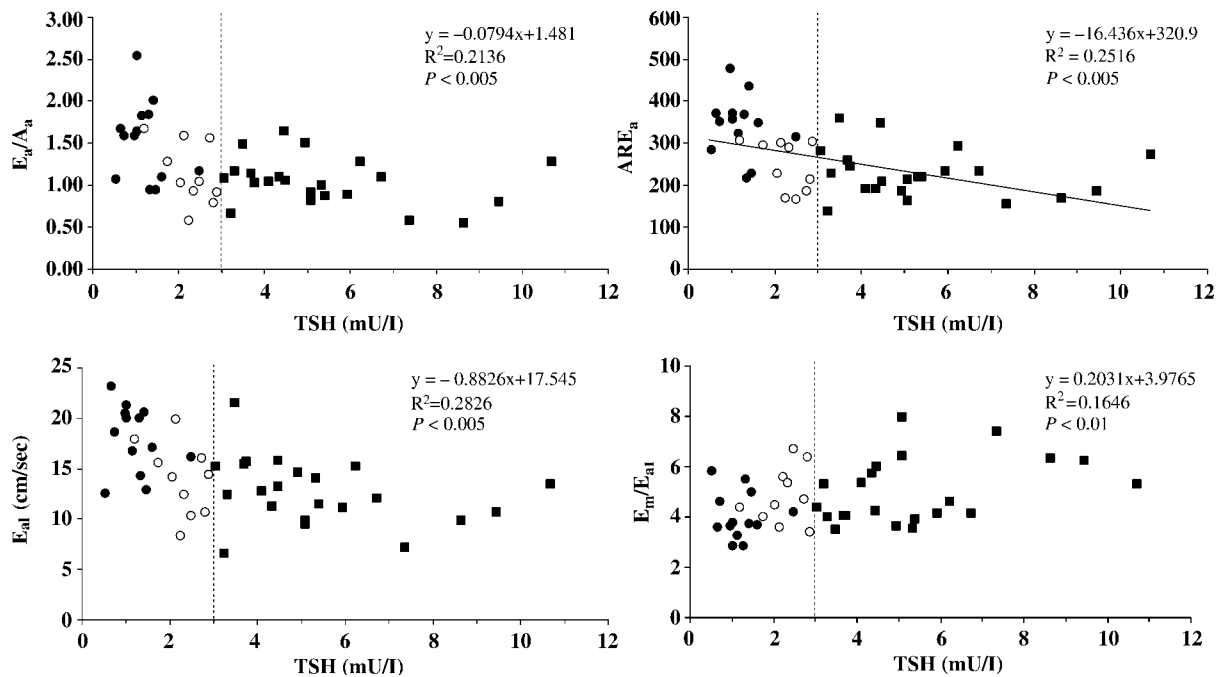 3.00
2.50
2.00
1.50
1.00
0.50
0.00
Ea/Aa
0 2 4 6 8 10 12
TSH (mU/I)
y = −0.0794x+1.481
R²=0.2136
P < 0.005
600
500
400
300
200
100
0
AREa
0 2 4 6 8 10 12
TSH (mU/I)
y = −16.436x+320.9
R² = 0.2516
P < 0.005
25
20
15
10
5
0
Eal (cm/sec)
0 2 4 6 8 10 12
TSH (mU/I)
y = − 0.8826x+17.545
R²=0.2826
P < 0.005
10
8
6
4
2
0
Em/Eal
0 2 4 6 8 10 12
TSH (mU/I)
y = 0.2031x+3.9765
R²=0.1646
P < 0.01